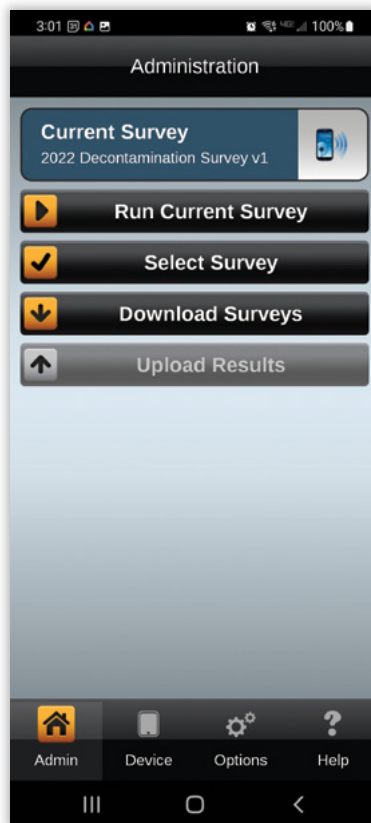 3:01 100%
Administration
Current Survey
2022 Decontamination Survey v1
Run Current Survey
Select Survey
Download Surveys
Upload Results
Admin Device Options Help